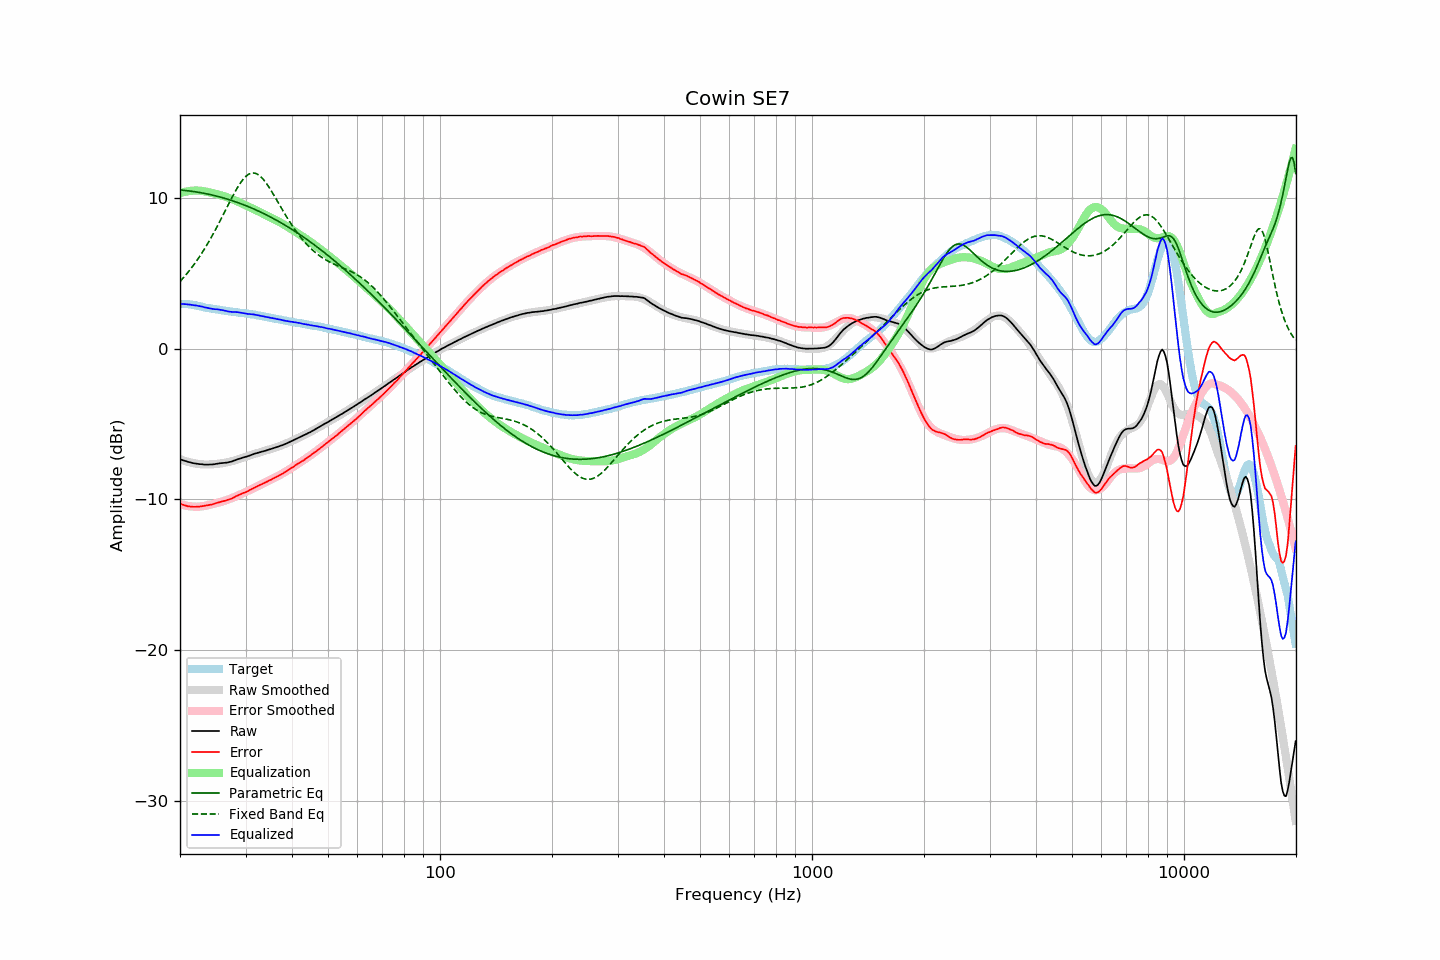 Cowin SE7
Amplitude (dBr)
10
0
−10
−20
−30
Target
Raw Smoothed
Error Smoothed
Raw
Error
Equalization
Parametric Eq
Fixed Band Eq
Equalized
100
1000
10000
Frequency (Hz)